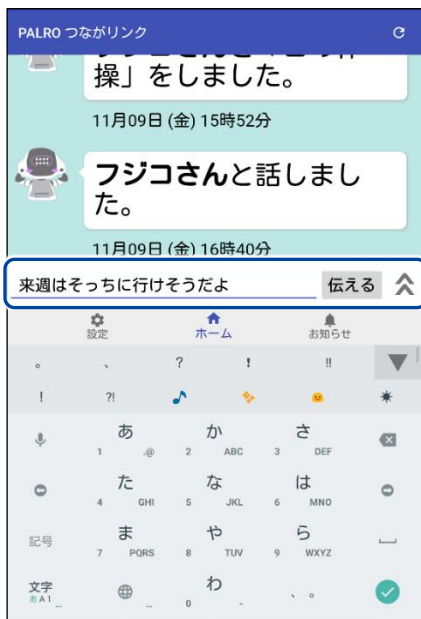 PALRO つながリンク
操」をしました。
11月09日 (金) 15時52分
フジコさんと話しまし
た。
11月09日 (金) 16時40分
来週はそっちに行けそうだよ 伝える
設定 ホーム お知らせ
。 、 ? ! !!
! ?!
あ か さ
1 .@ 2 ABC 3 DEF
た な は
4 GHI 5 JKL 6 MNO
記号 ま や ら
7 PQRS 8 TUV 9 WXYZ
文字 わ 、。
あA1 ... ... 0 -